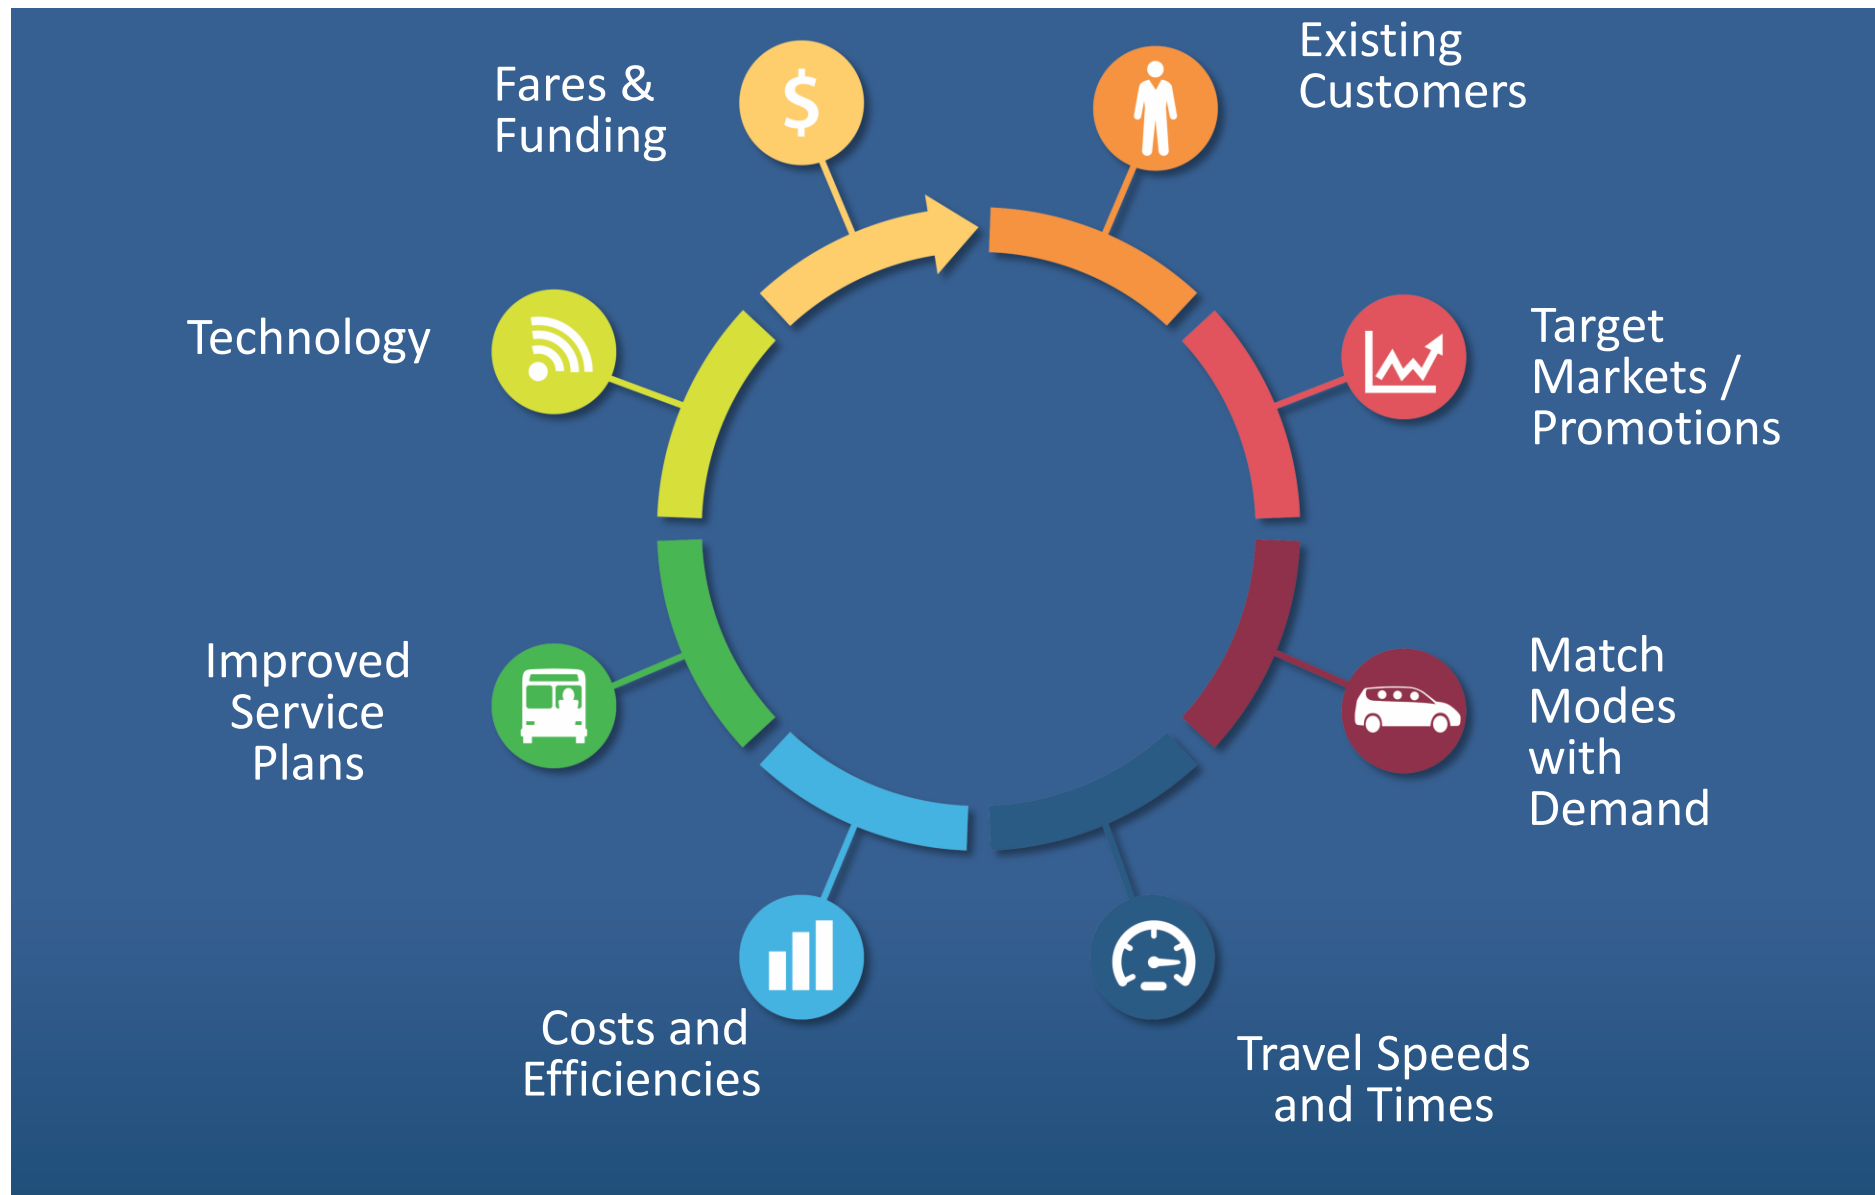 Existing
Customers
Target
Markets /
Promotions
Match
Modes
with
Demand
Travel Speeds
and Times
Costs and
Efficiencies
Improved
Service
Plans
Technology
Fares &
Funding
$